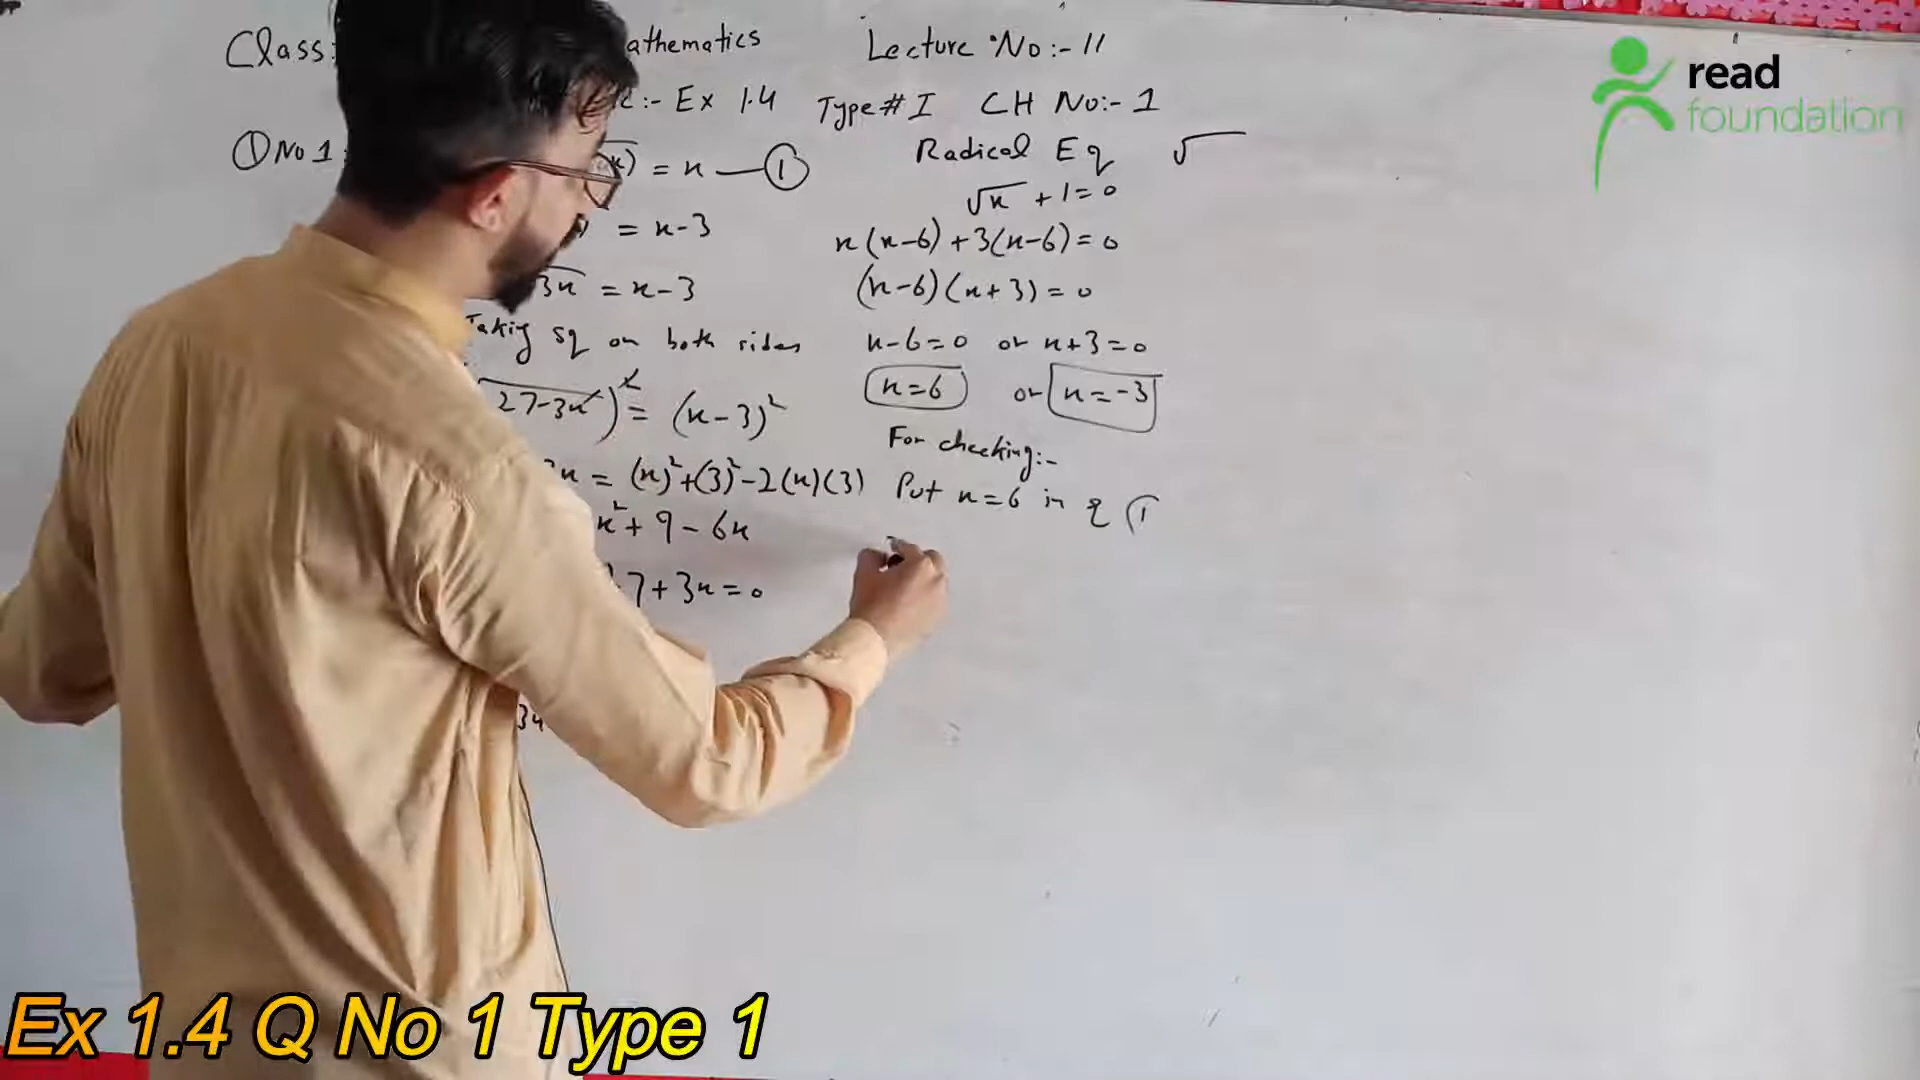 Class: athematics Lecture No:- 11
:- Ex 1.4 Type # I CH No:- 1
① No 1:
= x — ①
= x-3
3x = x-3
Taking sq on both sides
27-3x)² = (x-3)²
3x = (x)²+(3)²-2(x)(3)
x²+9-6x
7+3x=0
Radical Eq √
√x +1=0
x(x-6)+3(x-6)=0
(x-6)(x+3)=0
x-6=0 or x+3=0
x=6 or x=-3
For checking:-
Put x=6 in
read
foundation
Ex 1.4 Q No 1 Type 1